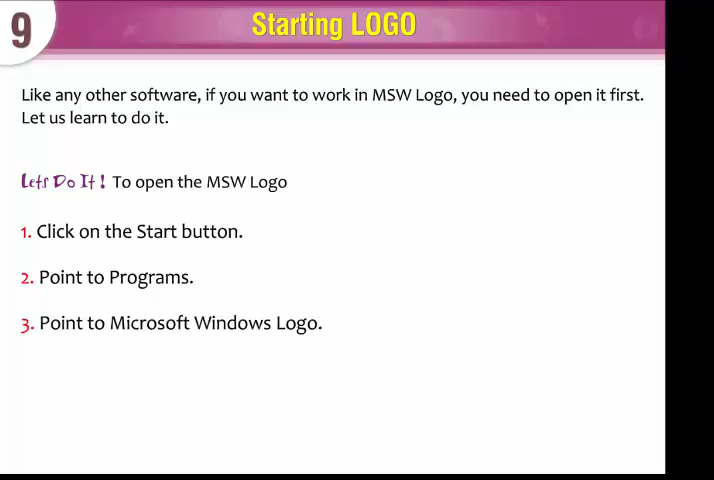 9
Starting LOGO
Like any other software, if you want to work in MSW Logo, you need to open it first.
Let us learn to do it.
Lets Do It! To open the MSW Logo
1. Click on the Start button.
2. Point to Programs.
3. Point to Microsoft Windows Logo.